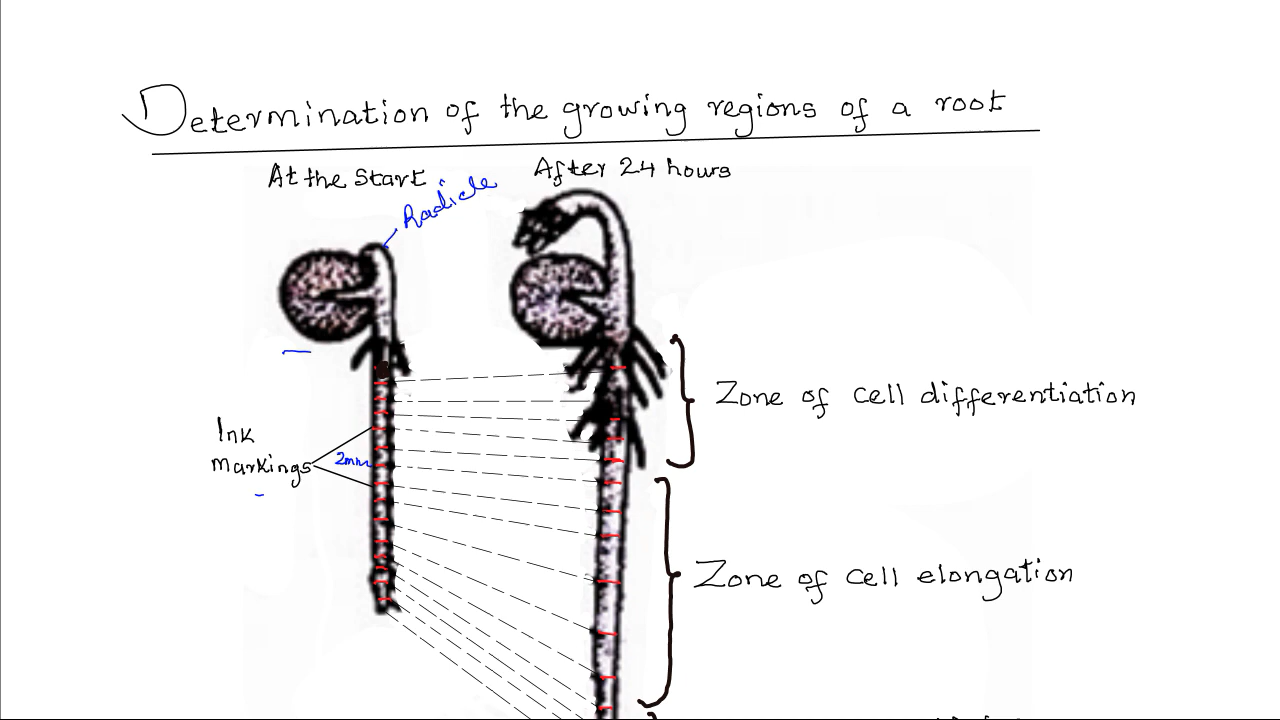 Determination of the growing regions of a root
At the Start
After 24 hours
Radicle
Zone of cell differentiation
Ink
markings
2mm
Zone of cell elongation